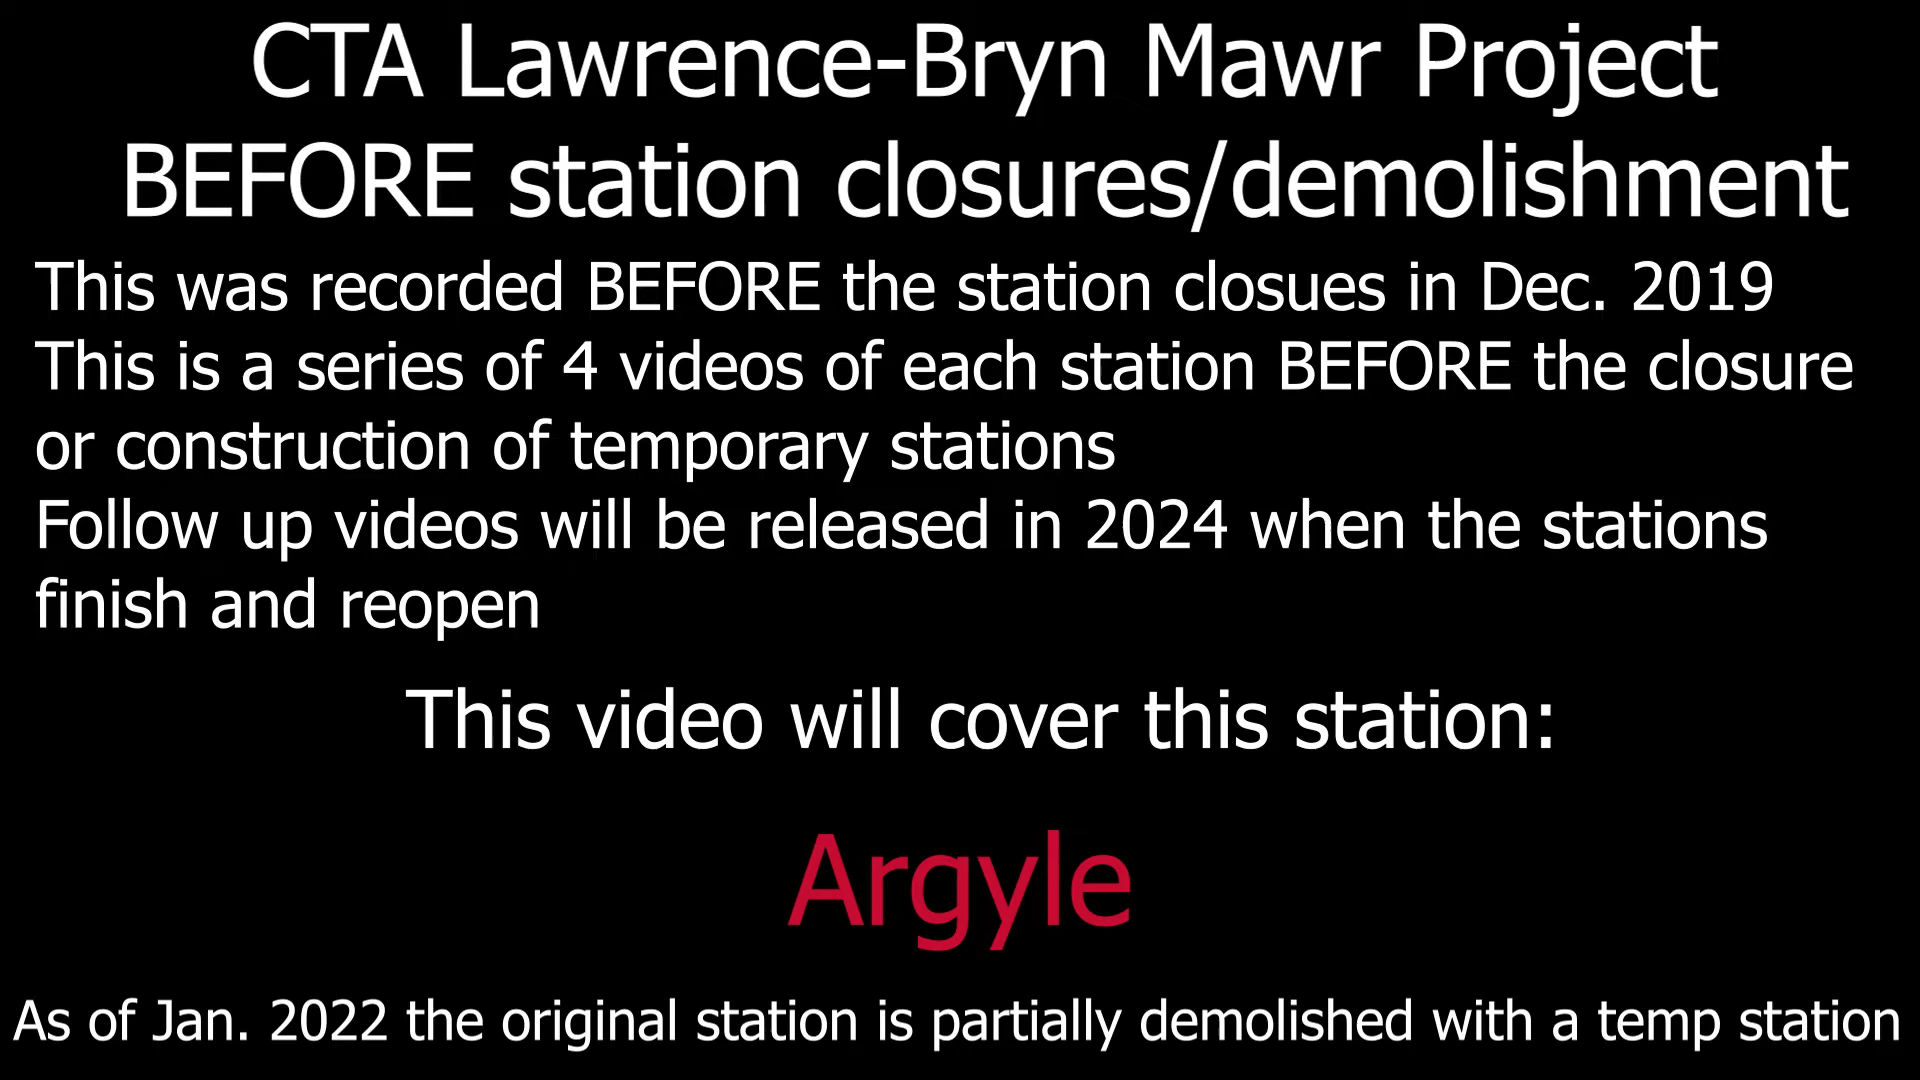 CTA Lawrence-Bryn Mawr Project
BEFORE station closures/demolishment
This was recorded BEFORE the station closues in Dec. 2019
This is a series of 4 videos of each station BEFORE the closure
or construction of temporary stations
Follow up videos will be released in 2024 when the stations
finish and reopen
This video will cover this station:
Argyle
As of Jan. 2022 the original station is partially demolished with a temp station